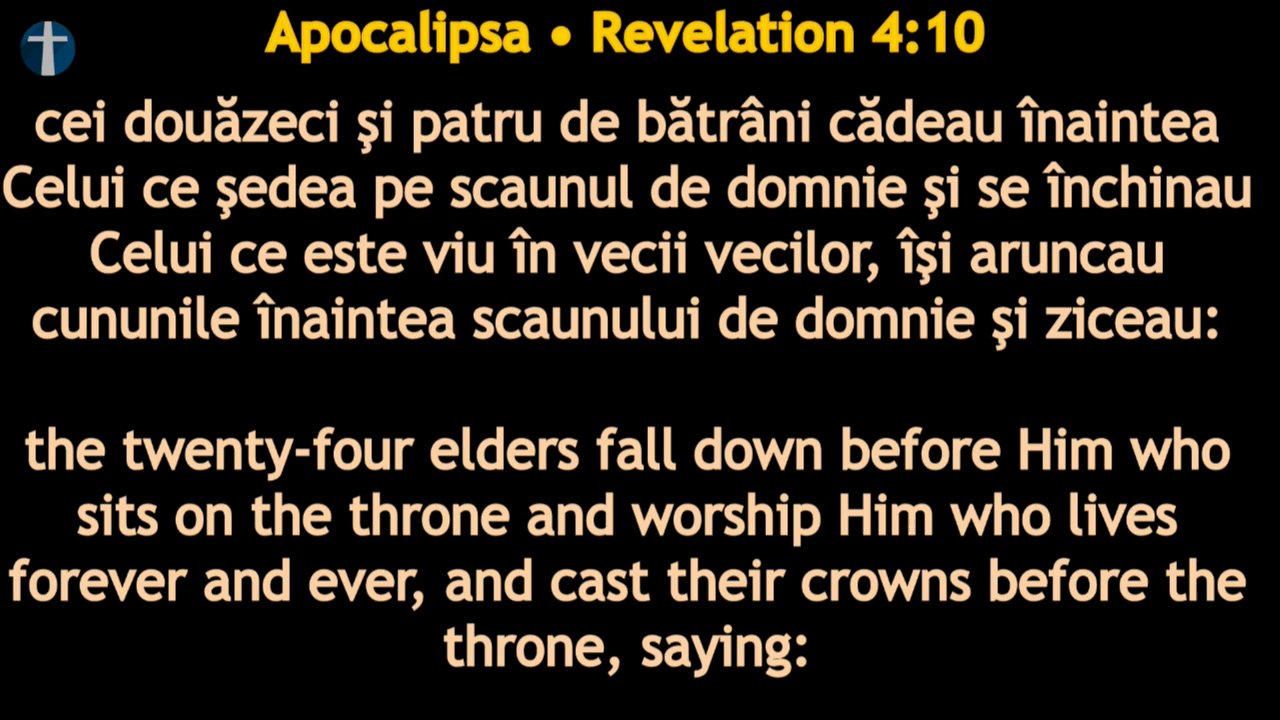 Apocalipsa • Revelation 4:10
cei douăzeci şi patru de bătrâni cădeau înaintea
Celui ce şedea pe scaunul de domnie şi se închinau
Celui ce este viu în vecii vecilor, îşi aruncau
cununile înaintea scaunului de domnie şi ziceau:
the twenty-four elders fall down before Him who
sits on the throne and worship Him who lives
forever and ever, and cast their crowns before the
throne, saying: